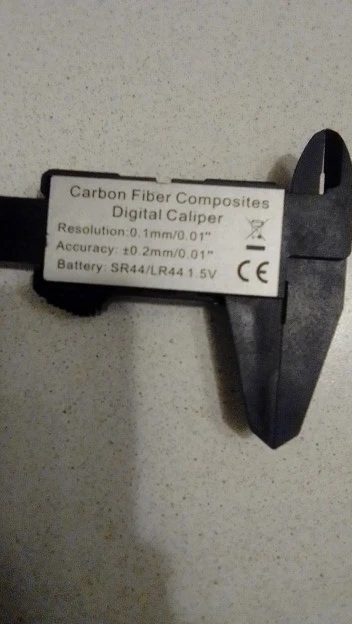 Carbon Fiber Composites
Digital Caliper
Resolution:0.1mm/0.01"
Accuracy: ±0.2mm/0.01"
Battery: SR44/LR44 1.5V
CE